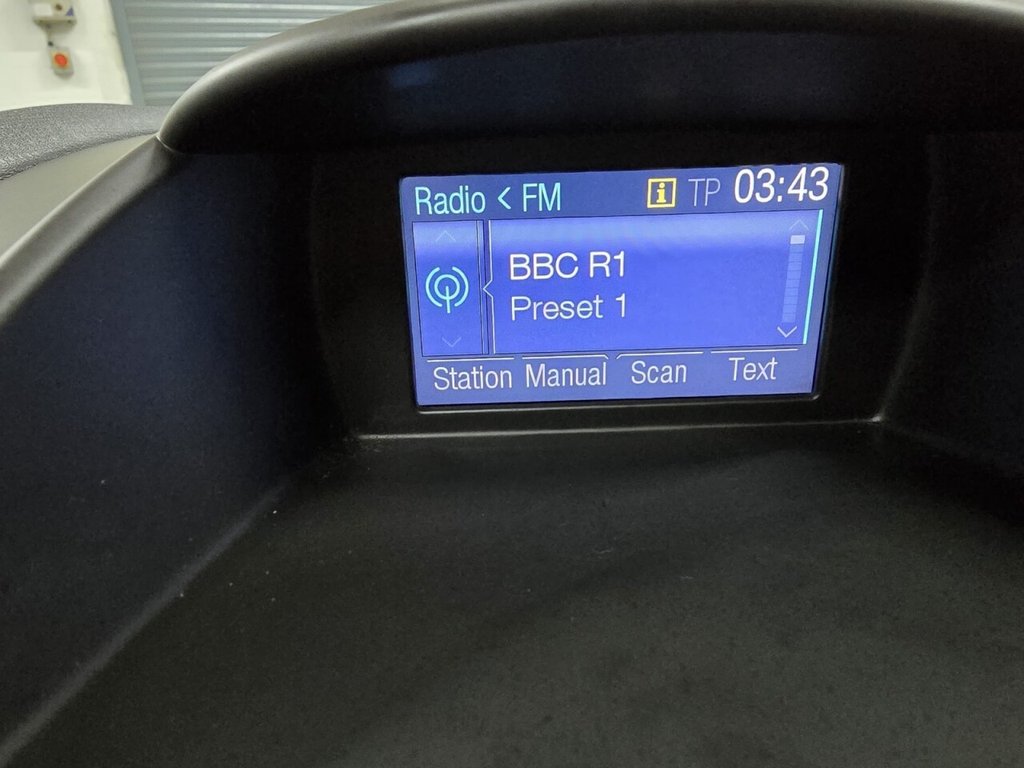 Radio < FM i TP 03:43
BBC R1
Preset 1
Station Manual Scan Text